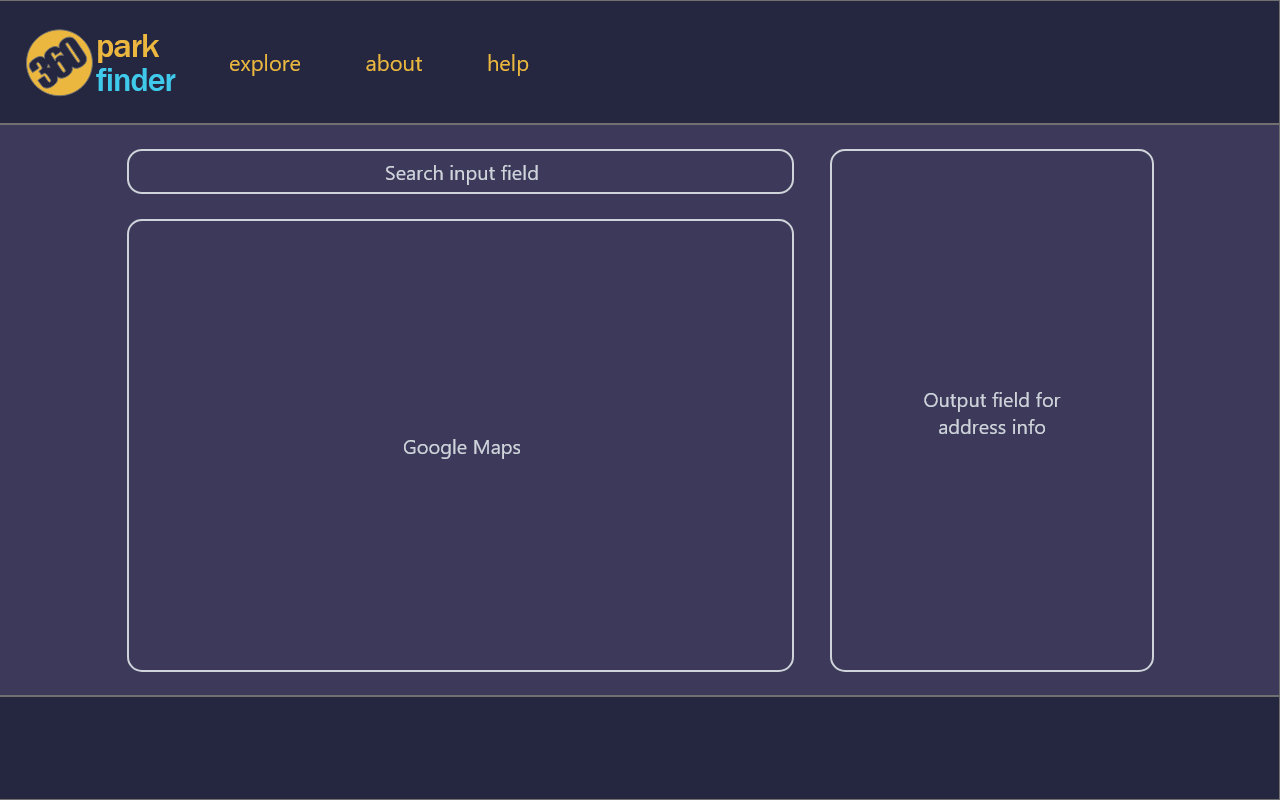 360
park
finder
explore about help
Search input field
Google Maps
Output field for
address info